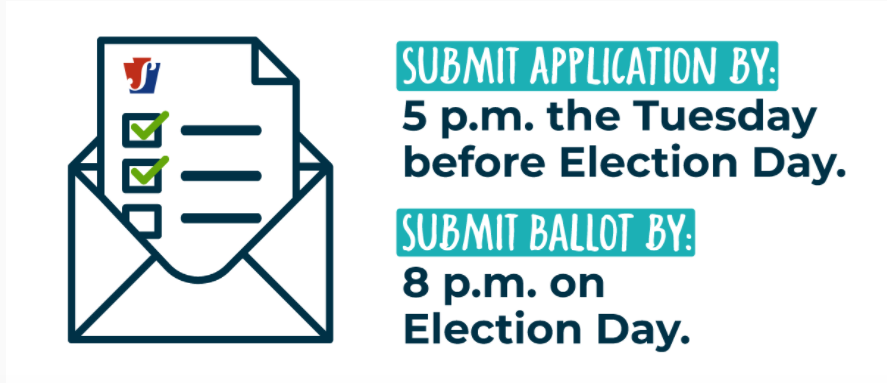 SUBMIT APPLICATION BY:
5 p.m. the Tuesday
before Election Day.
SUBMIT BALLOT BY:
8 p.m. on
Election Day.